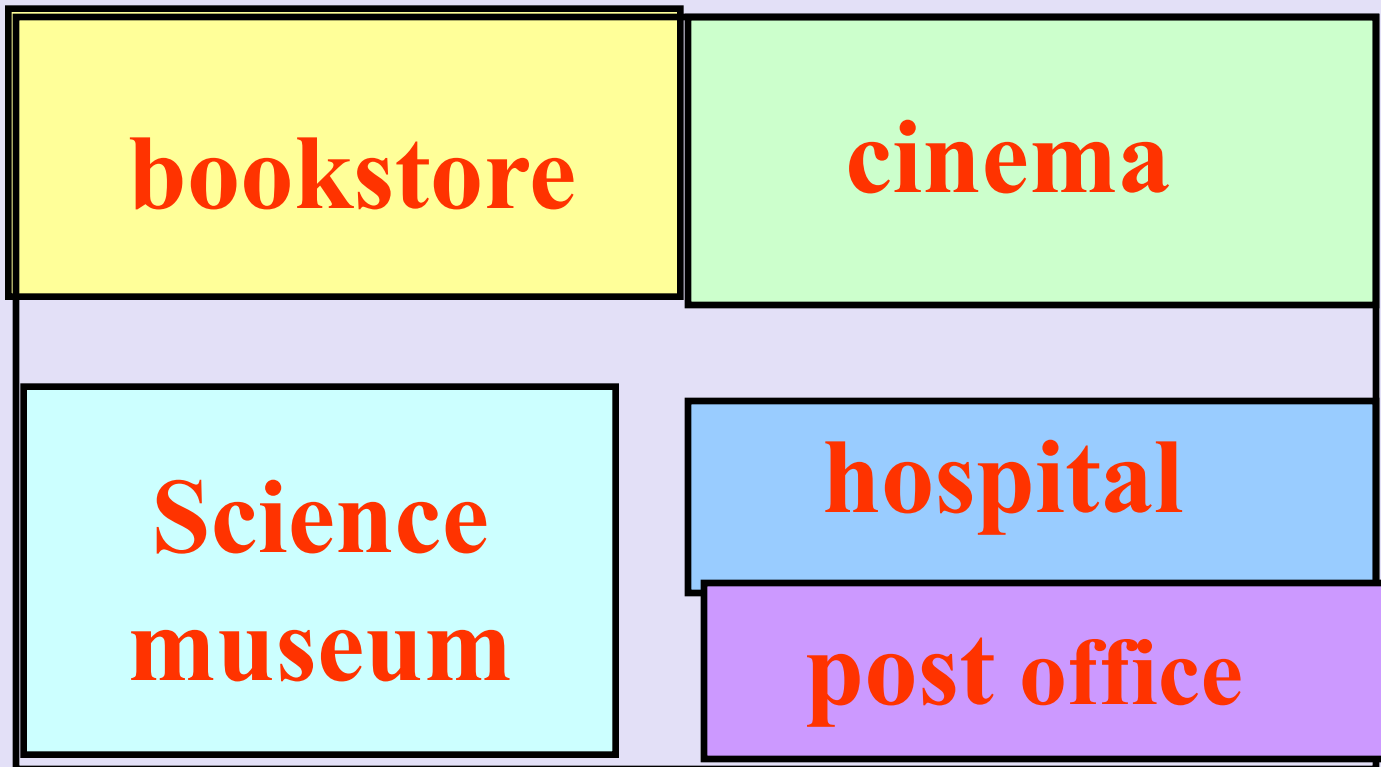 bookstore
cinema
Science
museum
hospital
post office